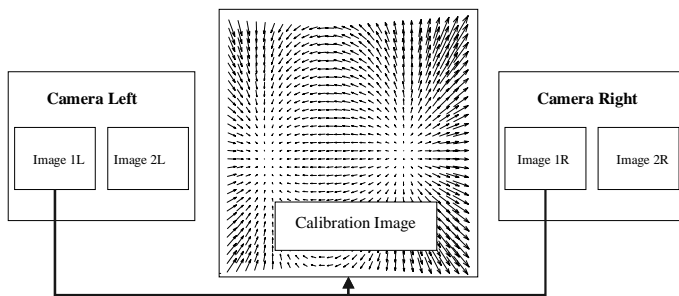 Camera Left
Image 1L
Image 2L
Calibration Image
Camera Right
Image 1R
Image 2R